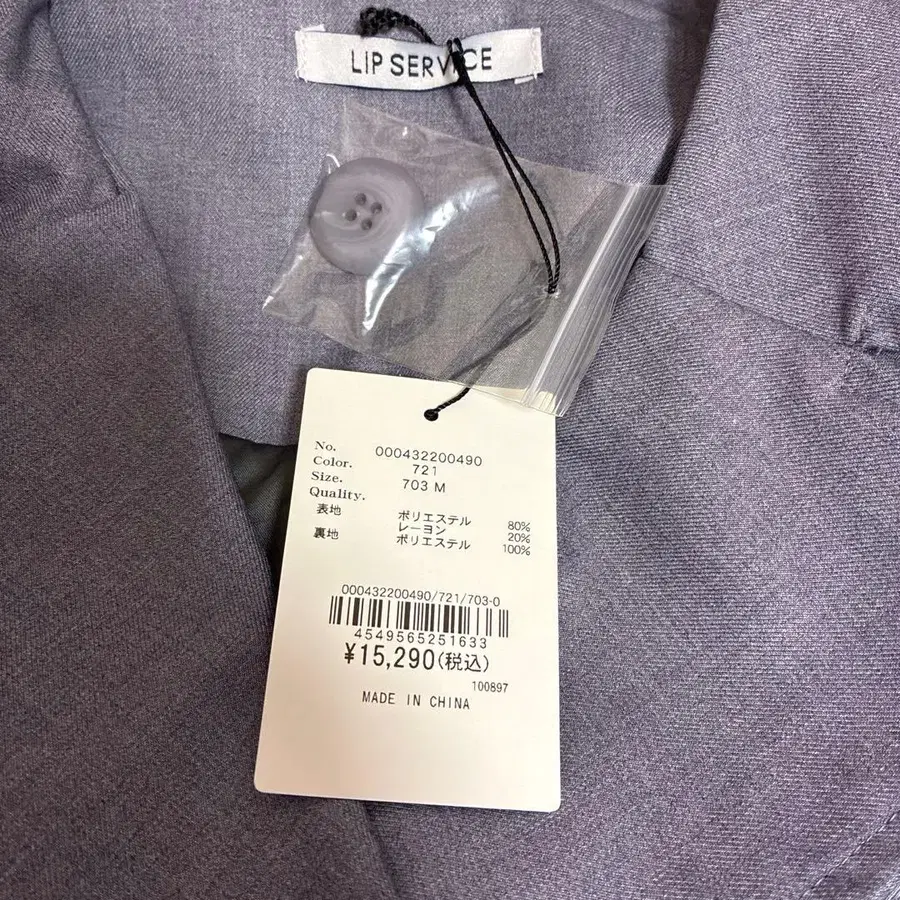 LIP SERVICE
No. 000432200490
Color. 721
Size. 703 M
Quality.
表地 ポリエステル 80%
レーヨン 20%
裏地 ポリエステル 100%
000432200490/721/703-0
4549565251633
¥15,290(税込)
100897
MADE IN CHINA